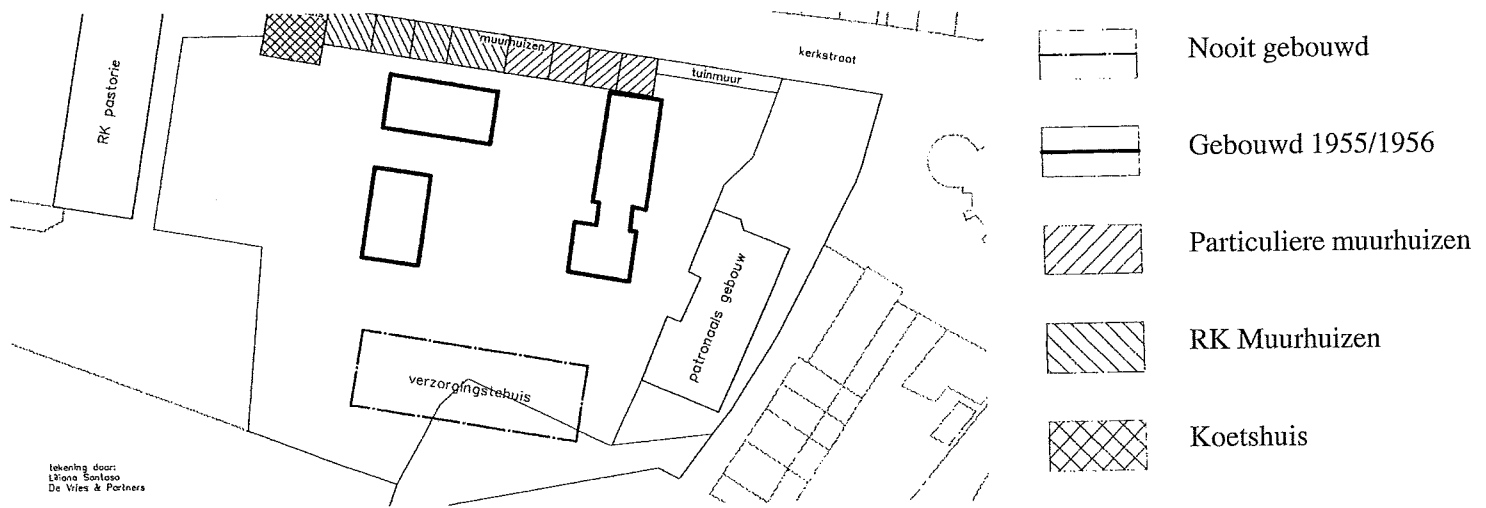 RK pastorie
muurhuizen
kerkstraat
tuinmuur
patronaats gebouw
verzorgingstehuis
tekening door:
Liliana Santoso
De Vries & Partners
Nooit gebouwd
Gebouwd 1955/1956
Particuliere muurhuizen
RK Muurhuizen
Koetshuis